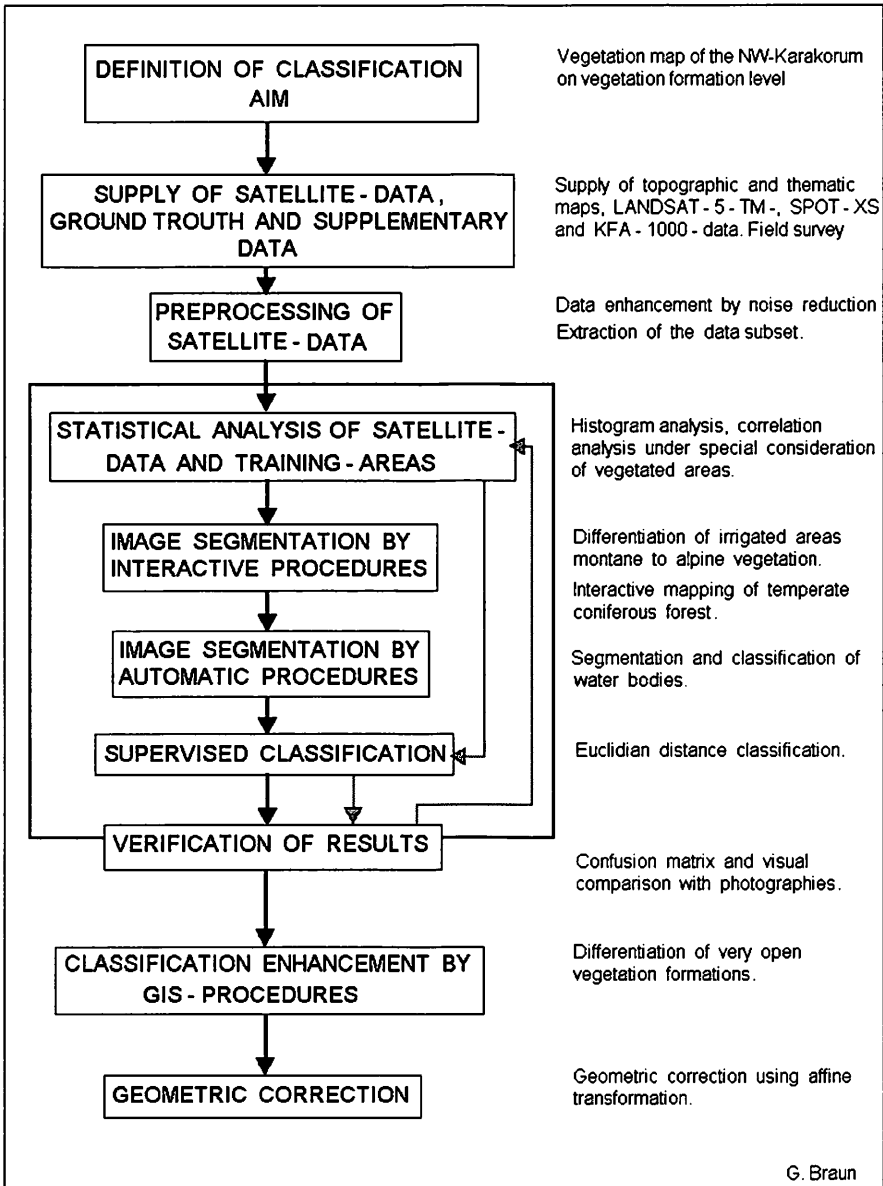 DEFINITION OF CLASSIFICATION
AIM
Vegetation map of the NW-Karakorum
on vegetation formation level
SUPPLY OF SATELLITE - DATA,
GROUND TROUTH AND SUPPLEMENTARY
DATA
Supply of topographic and thematic
maps, LANDSAT - 5 - TM -, SPOT - XS
and KFA - 1000 - data. Field survey
PREPROCESSING OF
SATELLITE - DATA
Data enhancement by noise reduction
Extraction of the data subset.
STATISTICAL ANALYSIS OF SATELLITE -
DATA AND TRAINING - AREAS
Histogram analysis, correlation
analysis under special consideration
of vegetated areas.
IMAGE SEGMENTATION BY
INTERACTIVE PROCEDURES
Differentiation of irrigated areas
montane to alpine vegetation.
Interactive mapping of temperate
coniferous forest.
IMAGE SEGMENTATION BY
AUTOMATIC PROCEDURES
Segmentation and classification of
water bodies.
SUPERVISED CLASSIFICATION
Euclidian distance classification.
VERIFICATION OF RESULTS
Confusion matrix and visual
comparison with photographies.
CLASSIFICATION ENHANCEMENT BY
GIS - PROCEDURES
Differentiation of very open
vegetation formations.
GEOMETRIC CORRECTION
Geometric correction using affine
transformation.
G. Braun